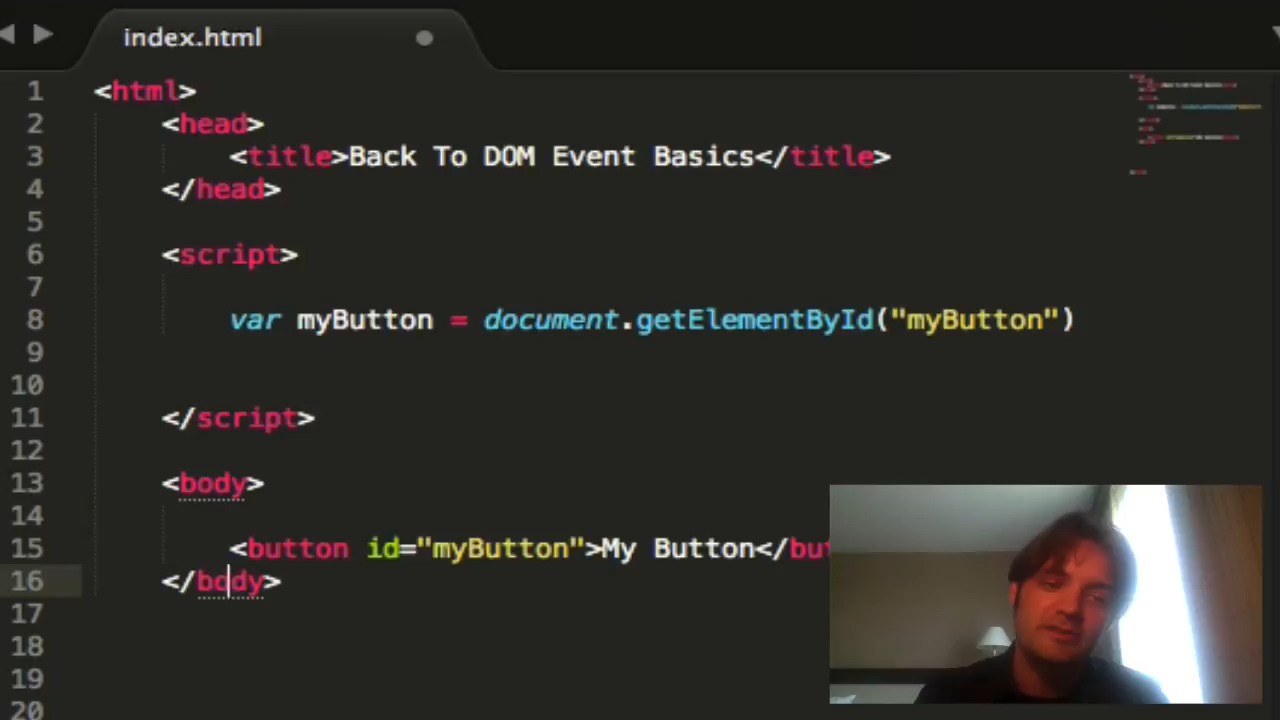 index.html
1 <html>
2 <head>
3 <title>Back To DOM Event Basics</title>
4 </head>
5
6 <script>
7
8 var myButton = document.getElementById("myButton")
9
10
11 </script>
12
13 <body>
14
15 <button id="myButton">My Button</but
16 </body>
17
18
19
20